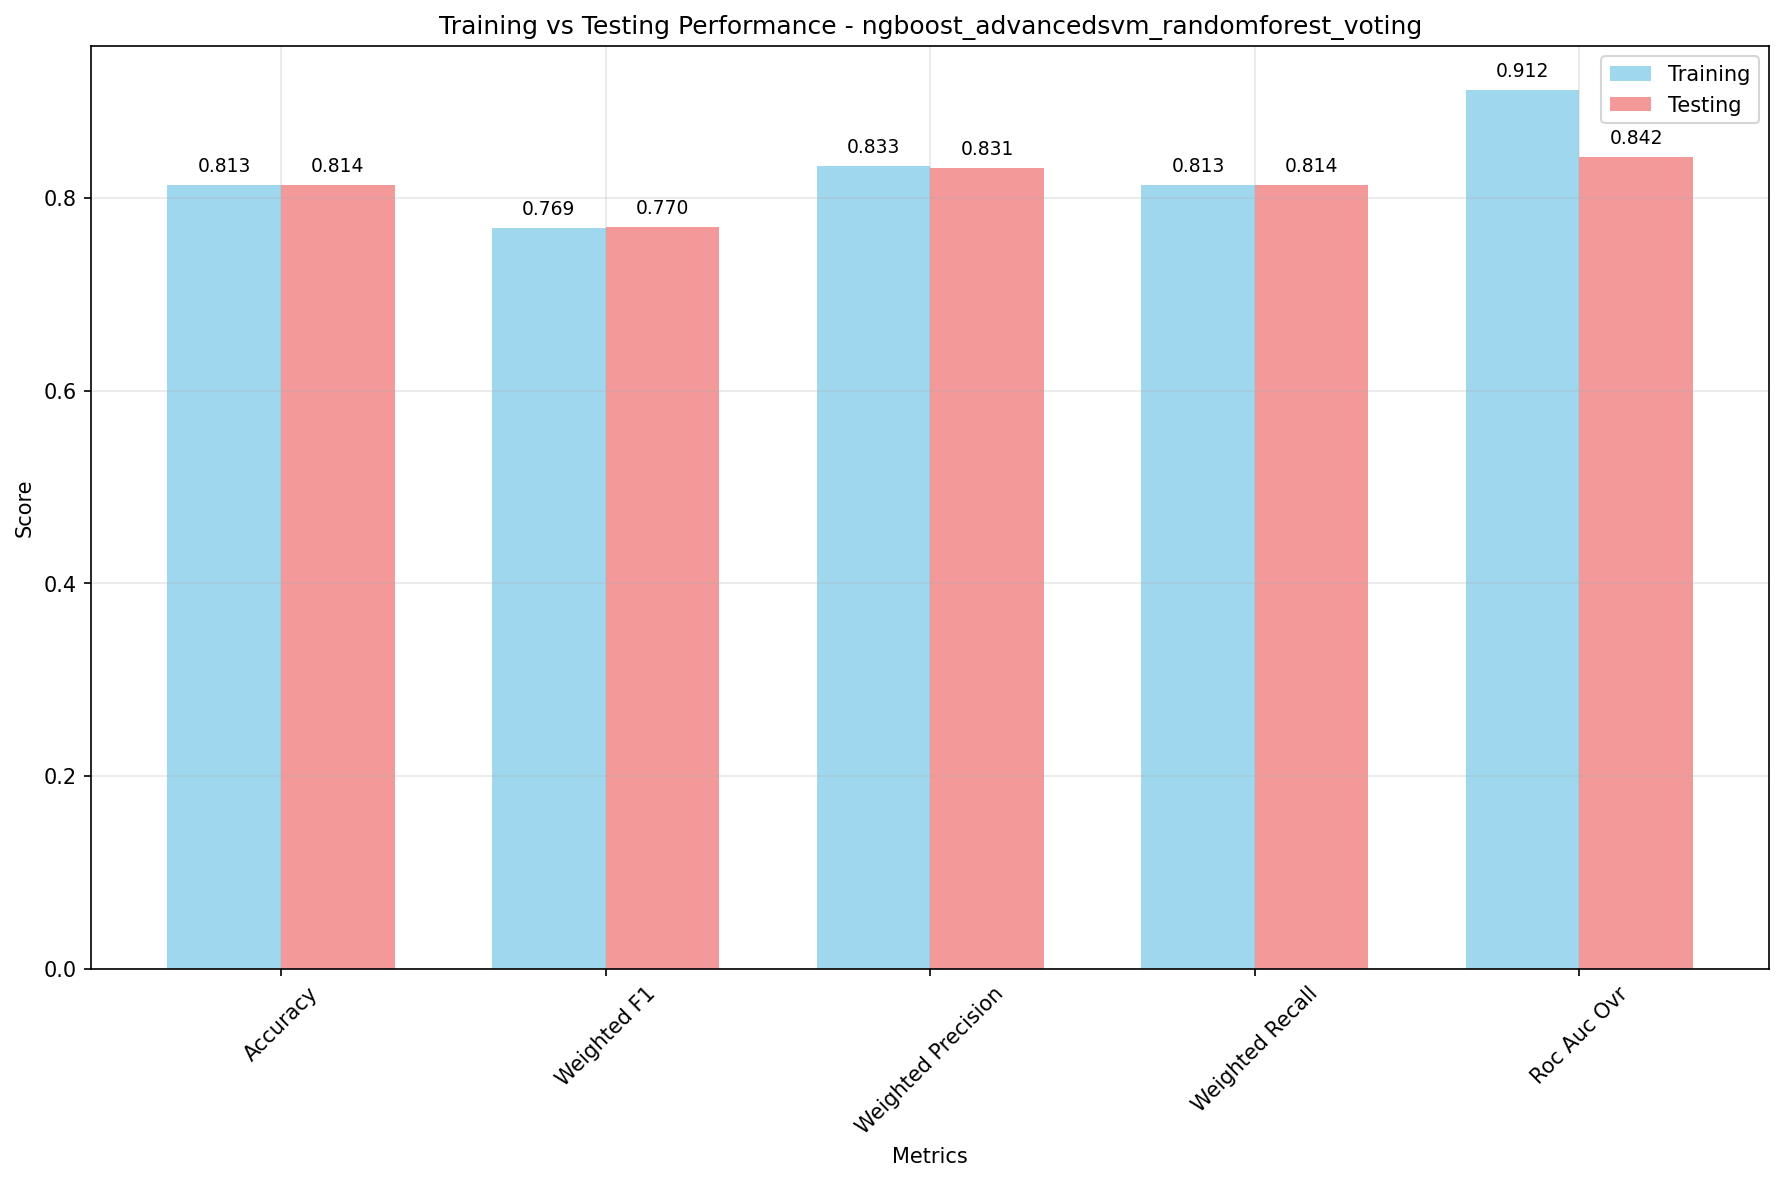 Training vs Testing Performance - ngboost_advancedsvm_randomforest_voting
Training
Testing
0.813
0.814
0.769
0.770
0.833
0.831
0.813
0.814
0.912
0.842
Score
0.8
0.6
0.4
0.2
0.0
Accuracy
Weighted F1
Weighted Precision
Weighted Recall
Roc Auc Ovr
Metrics